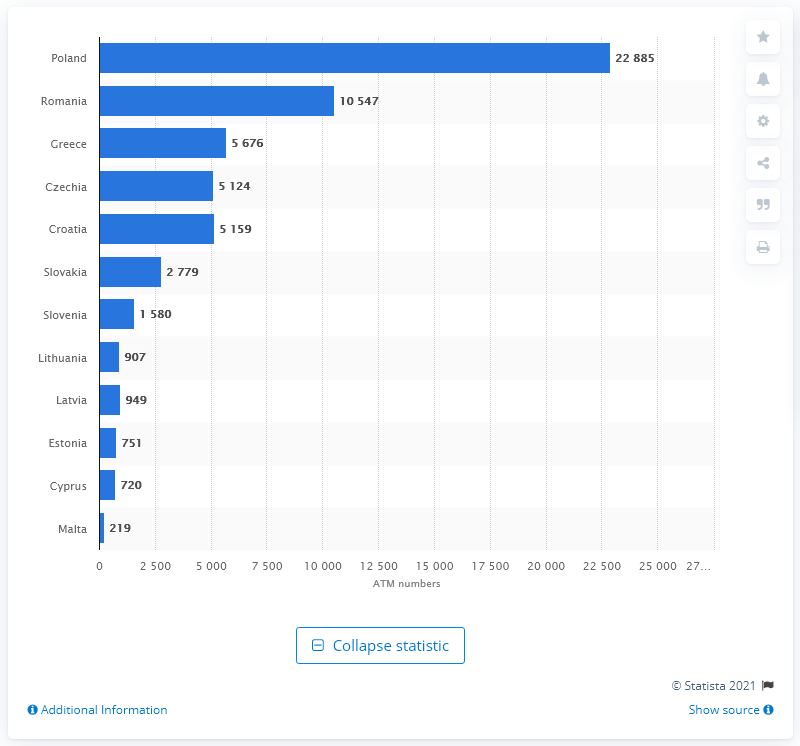 Poland 22 885
Romania 10 547
Greece 5 676
Czechia 5 124
Croatia 5 159
Slovakia 2 779
Slovenia 1 580
Lithuania 907
Latvia 949
Estonia 751
Cyprus 720
Malta 219
0 2 500 5 000 7 500 10 000 12 500 15 000 17 500 20 000 22 500 25 000 27...
ATM numbers
Collapse statistic
© Statista 2021
Additional Information Show source